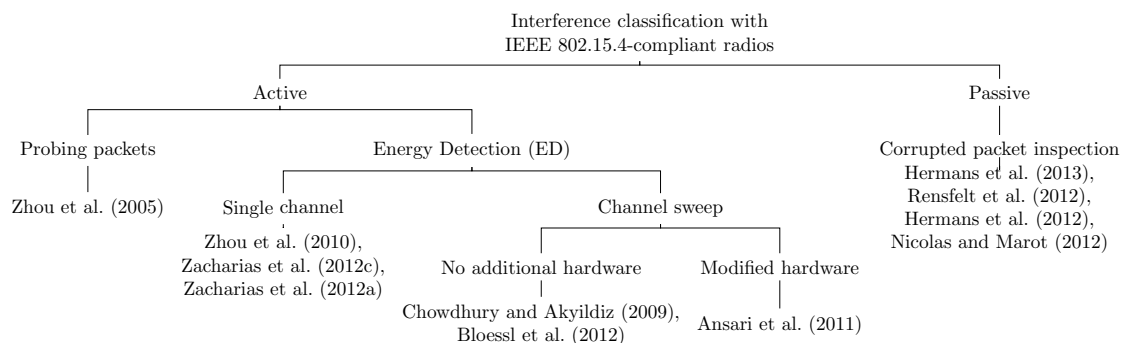 Interference classification with
IEEE 802.15.4-compliant radios
Active
Passive
Probing packets
Energy Detection (ED)
Corrupted packet inspection
Zhou et al. (2005)
Single channel
Channel sweep
Hermans et al. (2013),
Rensfelt et al. (2012),
Hermans et al. (2012),
Nicolas and Marot (2012)
Zhou et al. (2010),
Zacharias et al. (2012c),
Zacharias et al. (2012a)
No additional hardware
Modified hardware
Chowdhury and Akyildiz (2009),
Bloessl et al. (2012)
Ansari et al. (2011)